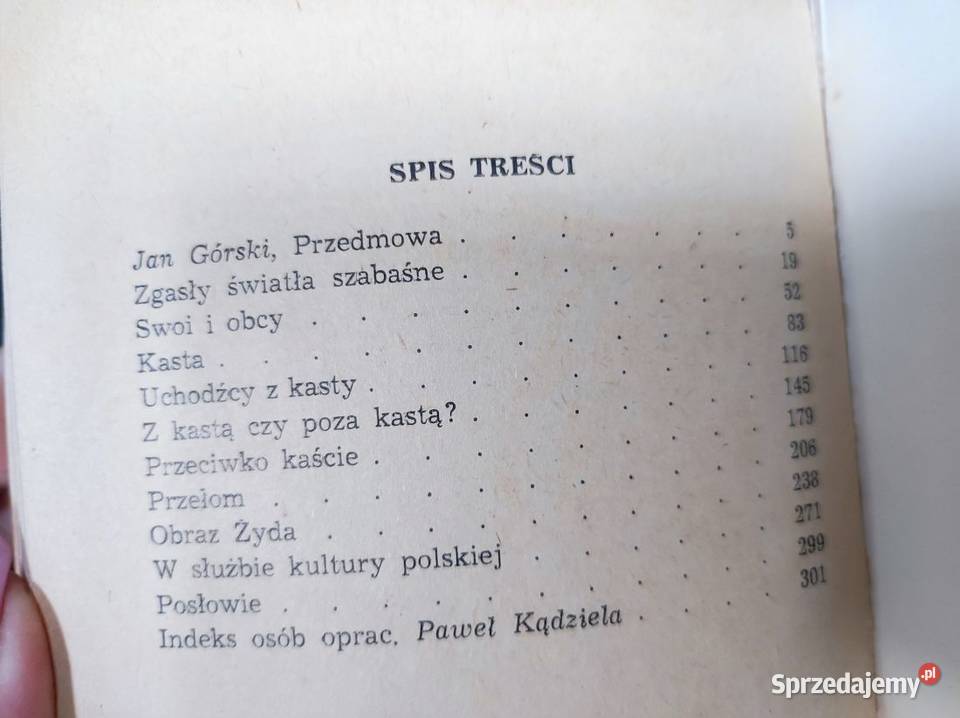 SPIS TREŚCI
Jan Górski, Przedmowa . . . . . . . 5
Zgasły światła szabaśne . . . . . . . 19
Swoi i obcy . . . . . . . . . . 52
Kasta . . . . . . . . . . . . 83
Uchodźcy z kasty . . . . . . . . 116
Z kastą czy poza kastą? . . . . . . 145
Przeciwko kaście . . . . . . . . 179
Przełom . . . . . . . . . . 206
Obraz Żyda . . . . . . . . . 238
W służbie kultury polskiej . . . . . 271
Posłowie . . . . . . . . . . 299
Indeks osób oprac. Paweł Kądziela . . . 301
Sprzedajemy.pl